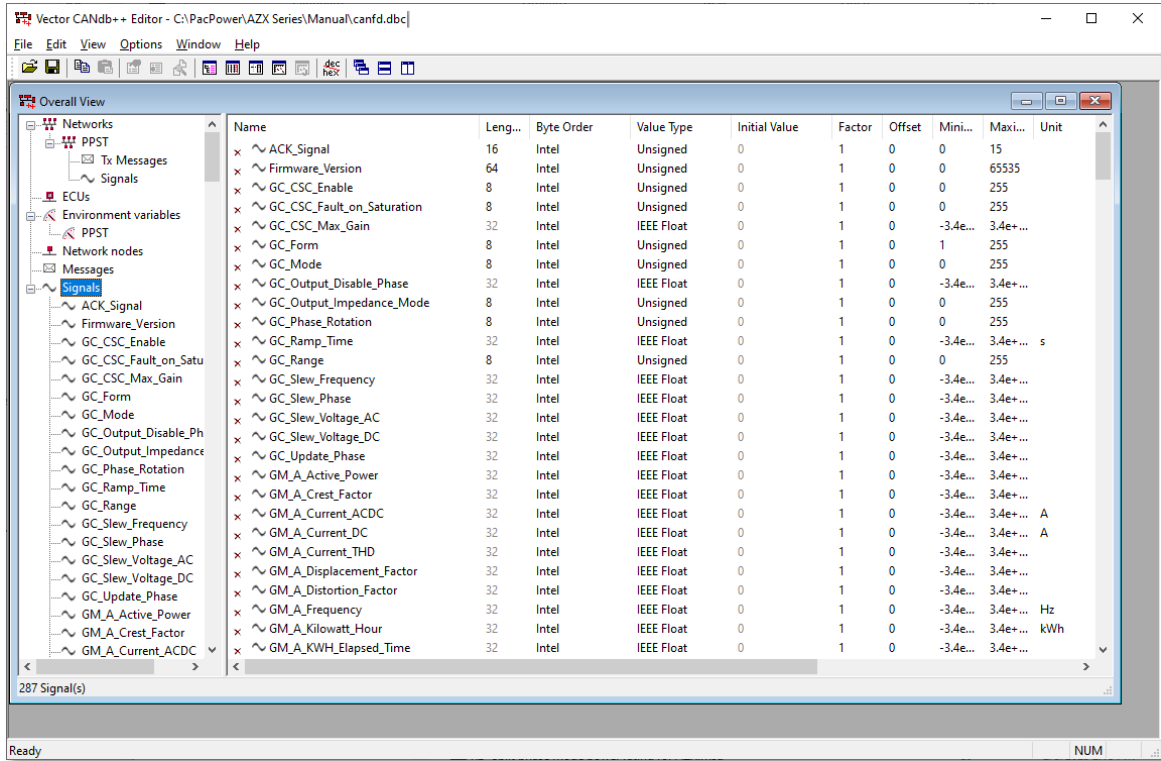 Vector CANdb++ Editor - C:\PacPower\AZX Series\Manual\canfd.dbc
File Edit View Options Window Help
dec
hex
Overall View
Networks
PPST
Tx Messages
Signals
ECUs
Environment variables
PPST
Network nodes
Messages
Signals
ACK_Signal
Firmware_Version
GC_CSC_Enable
GC_CSC_Fault_on_Satu
GC_CSC_Max_Gain
GC_Form
GC_Mode
GC_Output_Disable_Ph
GC_Output_Impedance
GC_Phase_Rotation
GC_Ramp_Time
GC_Range
GC_Slew_Frequency
GC_Slew_Phase
GC_Slew_Voltage_AC
GC_Slew_Voltage_DC
GC_Update_Phase
GM_A_Active_Power
GM_A_Crest_Factor
GM_A_Current_ACDC
Name Leng... Byte Order Value Type Initial Value Factor Offset Mini... Maxi... Unit
ACK_Signal 16 Intel Unsigned 0 1 0 0 15
Firmware_Version 64 Intel Unsigned 0 1 0 0 65535
GC_CSC_Enable 8 Intel Unsigned 0 1 0 0 255
GC_CSC_Fault_on_Saturation 8 Intel Unsigned 0 1 0 0 255
GC_CSC_Max_Gain 32 Intel IEEE Float 0 1 0 -3.4e... 3.4e+...
GC_Form 8 Intel Unsigned 0 1 0 1 255
GC_Mode 8 Intel Unsigned 0 1 0 0 255
GC_Output_Disable_Phase 32 Intel IEEE Float 0 1 0 -3.4e... 3.4e+...
GC_Output_Impedance_Mode 8 Intel Unsigned 0 1 0 0 255
GC_Phase_Rotation 8 Intel Unsigned 0 1 0 0 255
GC_Ramp_Time 32 Intel IEEE Float 0 1 0 -3.4e... 3.4e+... s
GC_Range 8 Intel Unsigned 0 1 0 0 255
GC_Slew_Frequency 32 Intel IEEE Float 0 1 0 -3.4e... 3.4e+...
GC_Slew_Phase 32 Intel IEEE Float 0 1 0 -3.4e... 3.4e+...
GC_Slew_Voltage_AC 32 Intel IEEE Float 0 1 0 -3.4e... 3.4e+...
GC_Slew_Voltage_DC 32 Intel IEEE Float 0 1 0 -3.4e... 3.4e+...
GC_Update_Phase 32 Intel IEEE Float 0 1 0 -3.4e... 3.4e+...
GM_A_Active_Power 32 Intel IEEE Float 0 1 0 -3.4e... 3.4e+...
GM_A_Crest_Factor 32 Intel IEEE Float 0 1 0 -3.4e... 3.4e+...
GM_A_Current_ACDC 32 Intel IEEE Float 0 1 0 -3.4e... 3.4e+... A
GM_A_Current_DC 32 Intel IEEE Float 0 1 0 -3.4e... 3.4e+... A
GM_A_Current_THD 32 Intel IEEE Float 0 1 0 -3.4e... 3.4e+...
GM_A_Displacement_Factor 32 Intel IEEE Float 0 1 0 -3.4e... 3.4e+...
GM_A_Distortion_Factor 32 Intel IEEE Float 0 1 0 -3.4e... 3.4e+...
GM_A_Frequency 32 Intel IEEE Float 0 1 0 -3.4e... 3.4e+... Hz
GM_A_Kilowatt_Hour 32 Intel IEEE Float 0 1 0 -3.4e... 3.4e+... kWh
GM_A_KWH_Elapsed_Time 32 Intel IEEE Float 0 1 0 -3.4e... 3.4e+...
287 Signal(s)
Ready NUM